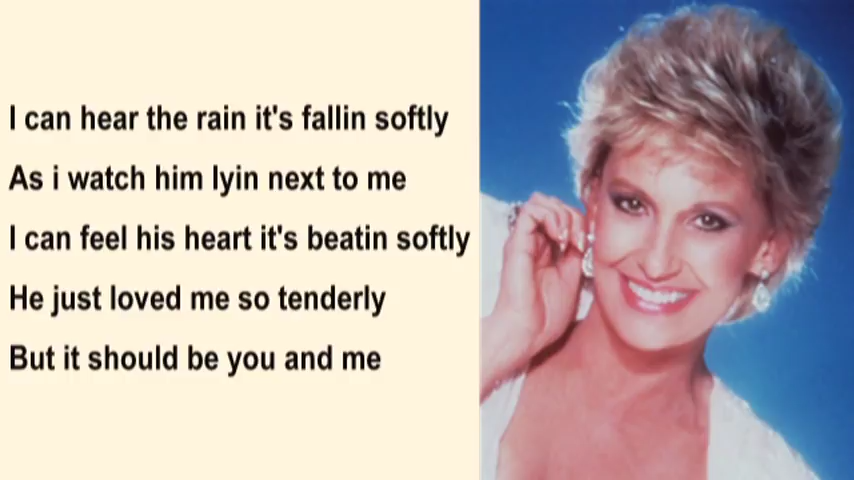 I can hear the rain it's fallin softly
As i watch him lyin next to me
I can feel his heart it's beatin softly
He just loved me so tenderly
But it should be you and me